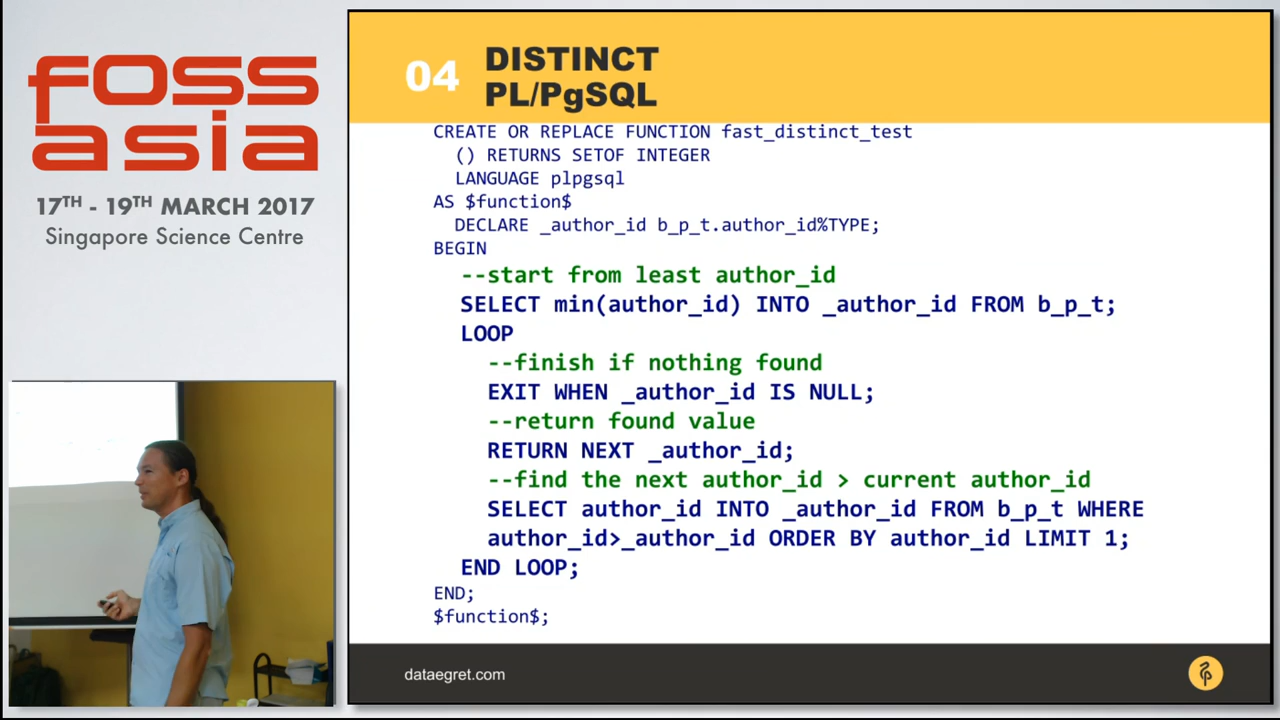 foss
asia
17TH - 19TH MARCH 2017
Singapore Science Centre
04 DISTINCT
PL/PgSQL
CREATE OR REPLACE FUNCTION fast_distinct_test
() RETURNS SETOF INTEGER
LANGUAGE plpgsql
AS $function$
DECLARE _author_id b_p_t.author_id%TYPE;
BEGIN
--start from least author_id
SELECT min(author_id) INTO _author_id FROM b_p_t;
LOOP
--finish if nothing found
EXIT WHEN _author_id IS NULL;
--return found value
RETURN NEXT _author_id;
--find the next author_id > current author_id
SELECT author_id INTO _author_id FROM b_p_t WHERE
author_id>_author_id ORDER BY author_id LIMIT 1;
END LOOP;
END;
$function$;
dataegret.com